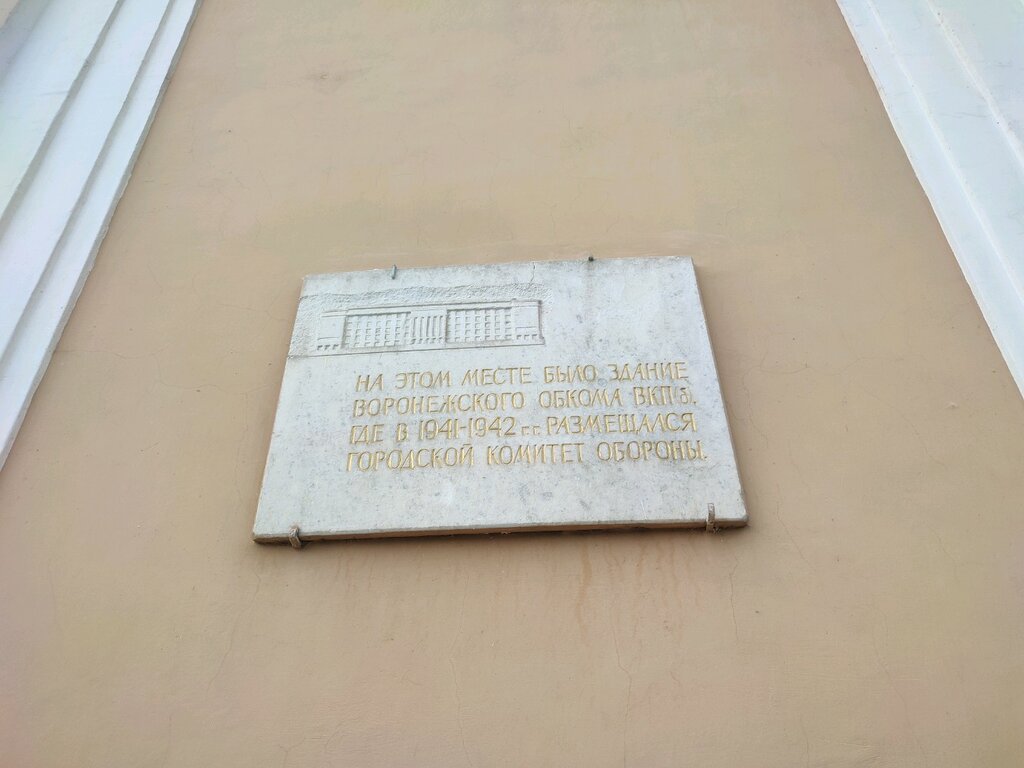 НА ЭТОМ МЕСТЕ БЫЛО ЗДАНИЕ
ВОРОНЕЖСКОГО ОБКОМА ВКП(б),
ГДЕ В 1941-1942 г.г. РАЗМЕЩАЛСЯ
ГОРОДСКОЙ КОМИТЕТ ОБОРОНЫ.